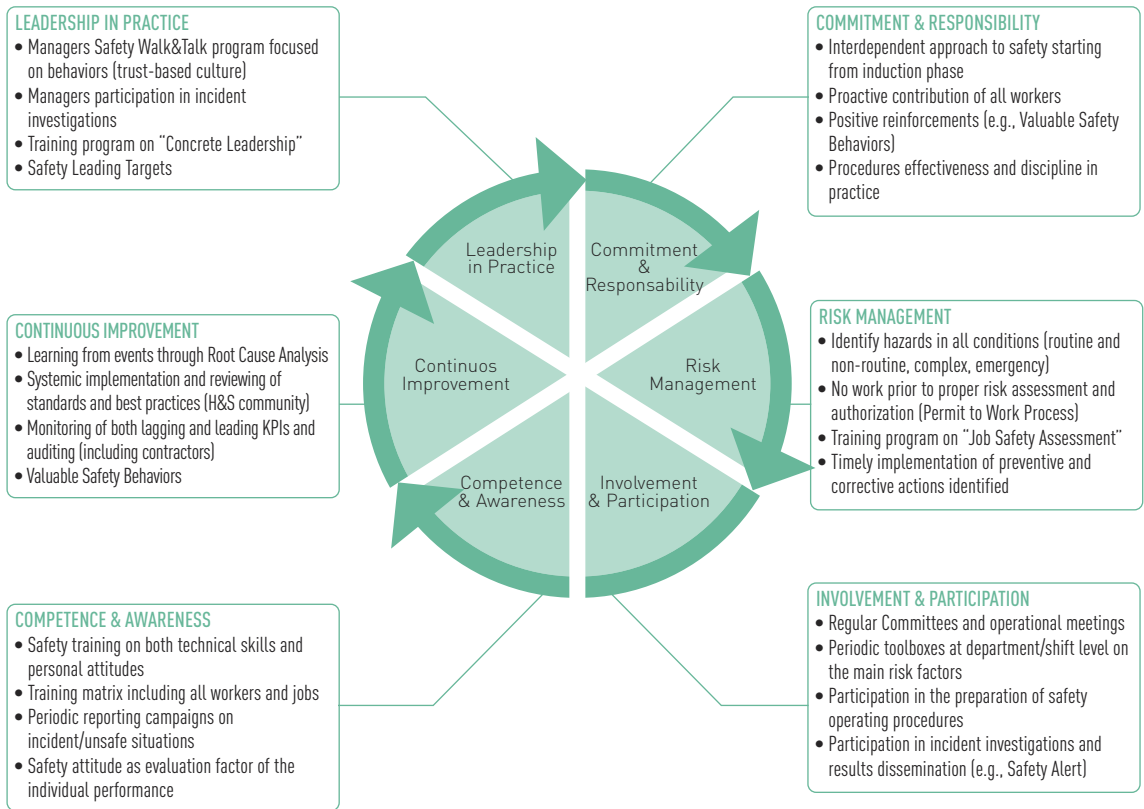 LEADERSHIP IN PRACTICE
• Managers Safety Walk&Talk program focused
on behaviors (trust-based culture)
• Managers participation in incident
investigations
• Training program on “Concrete Leadership”
• Safety Leading Targets
COMMITMENT & RESPONSIBILITY
• Interdependent approach to safety starting
from induction phase
• Proactive contribution of all workers
• Positive reinforcements (e.g., Valuable Safety
Behaviors)
• Procedures effectiveness and discipline in
practice
Leadership
in Practice
Commitment
&
Responsability
CONTINUOUS IMPROVEMENT
• Learning from events through Root Cause Analysis
• Systemic implementation and reviewing of
standards and best practices (H&S community)
• Monitoring of both lagging and leading KPIs and
auditing (including contractors)
• Valuable Safety Behaviors
Continuos
Improvement
Risk
Management
RISK MANAGEMENT
• Identify hazards in all conditions (routine and
non-routine, complex, emergency)
• No work prior to proper risk assessment and
authorization (Permit to Work Process)
• Training program on “Job Safety Assessment”
• Timely implementation of preventive and
corrective actions identified
Competence
& Awareness
Involvement
& Participation
COMPETENCE & AWARENESS
• Safety training on both technical skills and
personal attitudes
• Training matrix including all workers and jobs
• Periodic reporting campaigns on
incident/unsafe situations
• Safety attitude as evaluation factor of the
individual performance
INVOLVEMENT & PARTICIPATION
• Regular Committees and operational meetings
• Periodic toolboxes at department/shift level on
the main risk factors
• Participation in the preparation of safety
operating procedures
• Participation in incident investigations and
results dissemination (e.g., Safety Alert)